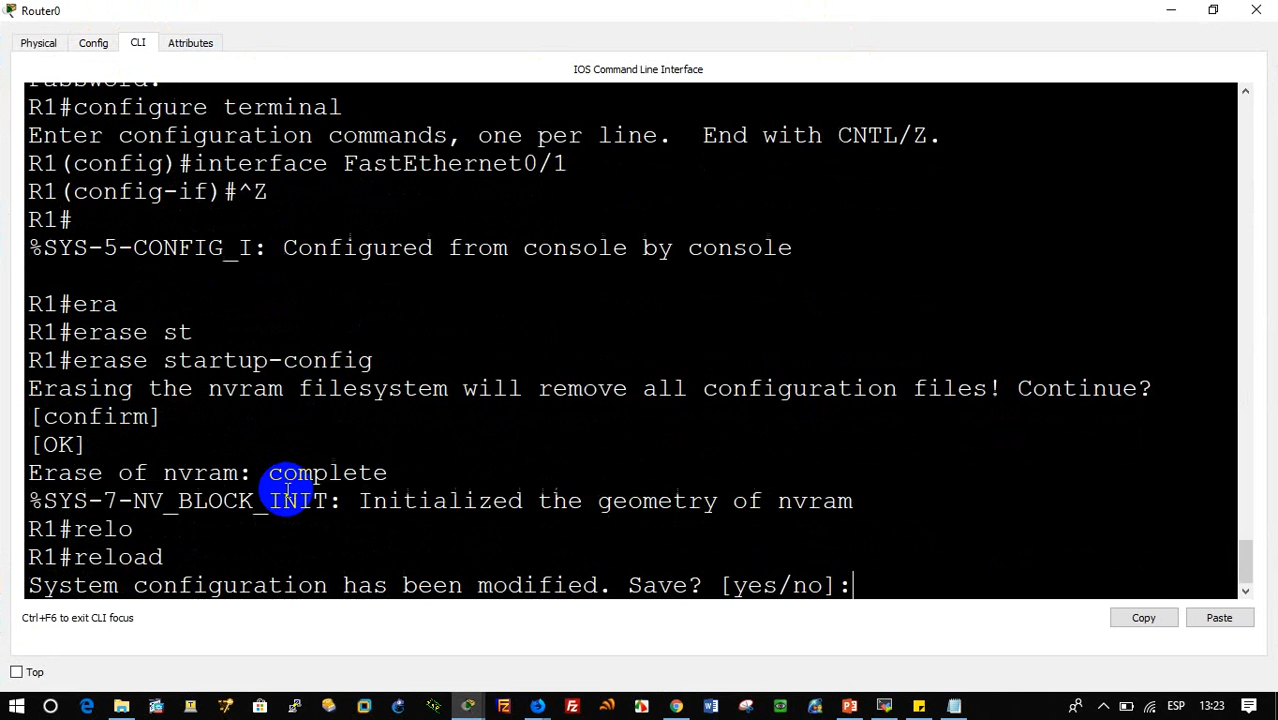 Router0
Physical Config CLI Attributes
IOS Command Line Interface
Password:
R1#configure terminal
Enter configuration commands, one per line.  End with CNTL/Z.
R1(config)#interface FastEthernet0/1
R1(config-if)#^Z
R1#
%SYS-5-CONFIG_I: Configured from console by console
R1#era
R1#erase st
R1#erase startup-config
Erasing the nvram filesystem will remove all configuration files! Continue?
[confirm]
[OK]
Erase of nvram: complete
%SYS-7-NV_BLOCK_INIT: Initialized the geometry of nvram
R1#relo
R1#reload
System configuration has been modified. Save? [yes/no]:
Ctrl+F6 to exit CLI focus
Copy Paste
Top
ESP 13:23